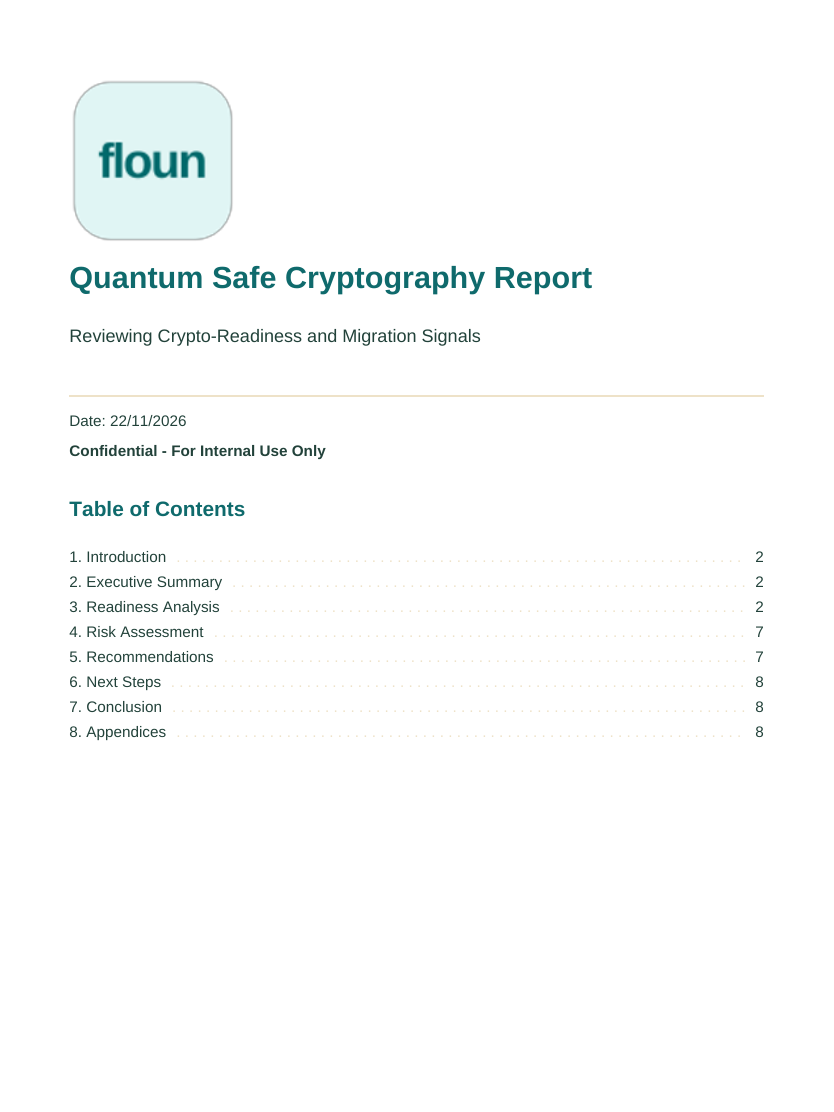 floun
Quantum Safe Cryptography Report
Reviewing Crypto-Readiness and Migration Signals
Date: 22/11/2026
Confidential - For Internal Use Only
Table of Contents
1. Introduction 2
2. Executive Summary 2
3. Readiness Analysis 2
4. Risk Assessment 7
5. Recommendations 7
6. Next Steps 8
7. Conclusion 8
8. Appendices 8